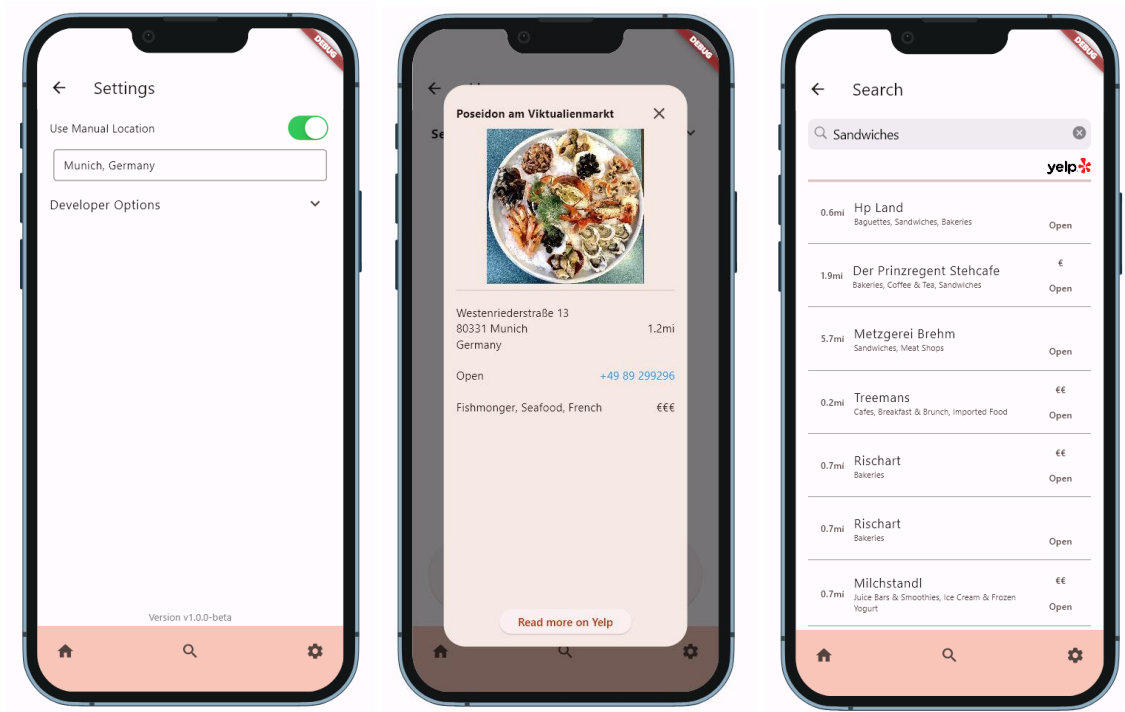 DEBUG
Settings
Use Manual Location
Munich, Germany
Developer Options
Version v1.0.0-beta
DEBUG
Se
Poseidon am Viktualienmarkt
Westenriederstraße 13
80331 Munich
1.2mi
Germany
Open
+49 89 299296
Fishmonger, Seafood, French
€€€
Read more on Yelp
DEBUG
Search
Sandwiches
yelp
0.6mi
Hp Land
Baguettes, Sandwiches, Bakeries
Open
1.9mi
Der Prinzregent Stehcafe
Bakeries, Coffee & Tea, Sandwiches
€
Open
5.7mi
Metzgerei Brehm
Sandwiches, Meat Shops
Open
0.2mi
Treemans
Cafes, Breakfast & Brunch, Imported Food
€€
Open
0.7mi
Rischart
Bakeries
€€
Open
0.7mi
Rischart
Bakeries
Open
0.7mi
Milchstandl
Juice Bars & Smoothies, Ice Cream & Frozen
Yogurt
€€
Open